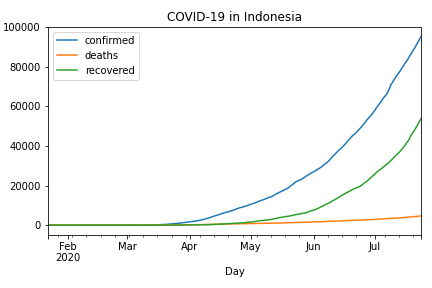 COVID-19 in Indonesia
confirmed
deaths
recovered
100000
80000
60000
40000
20000
0
Feb Mar Apr May Jun Jul
2020
Day